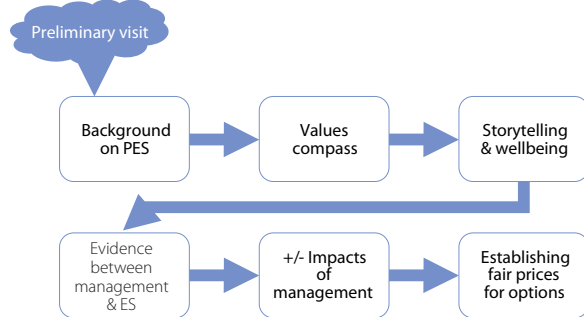 Preliminary visit
Background
on PES
Values
compass
Storytelling
& wellbeing
Evidence
between
management
& ES
+/- Impacts
of
management
Establishing
fair prices
for options